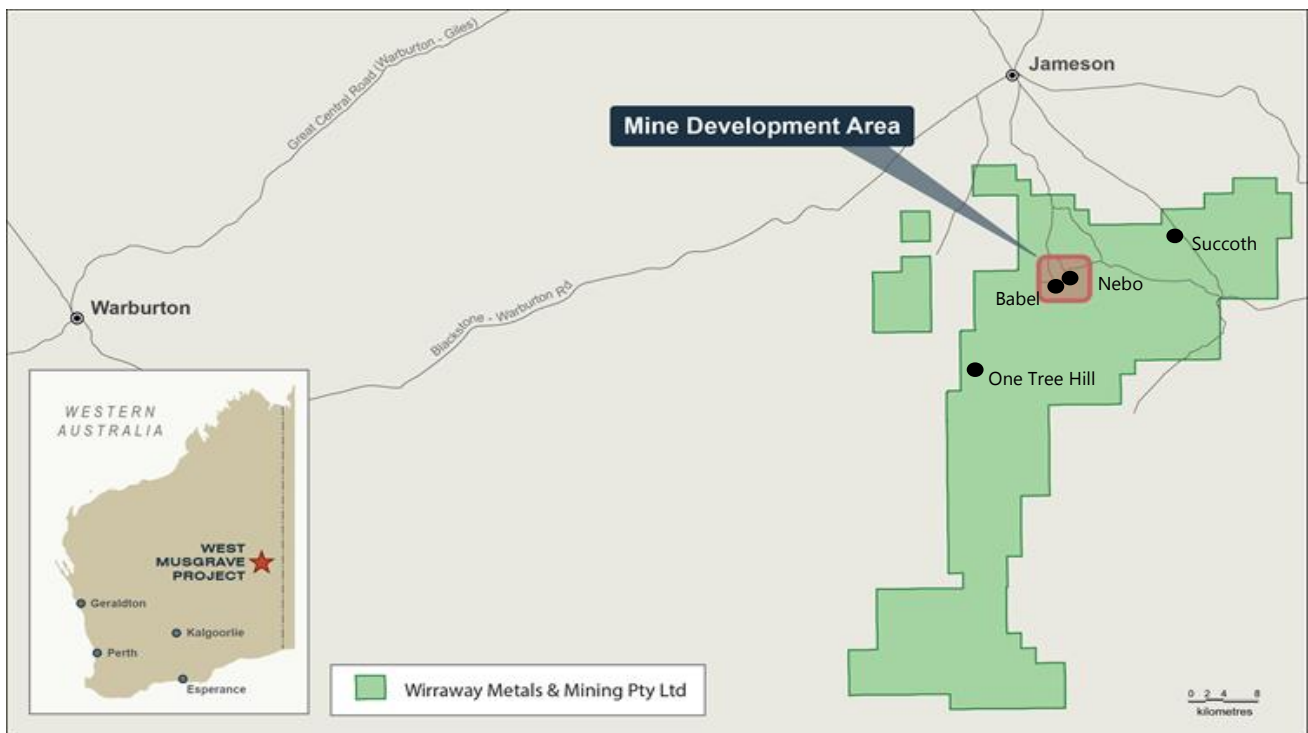 Great Central Road (Warburton - Giles)
Jameson
Mine Development Area
Succoth
Nebo
Babel
Warburton
Blackstone - Warburton Rd
One Tree Hill
WESTERN
AUSTRALIA
WEST
MUSGRAVE
PROJECT
Geraldton
Kalgoorlie
Perth
Esperance
Wirraway Metals & Mining Pty Ltd
0 2 4 8
kilometres